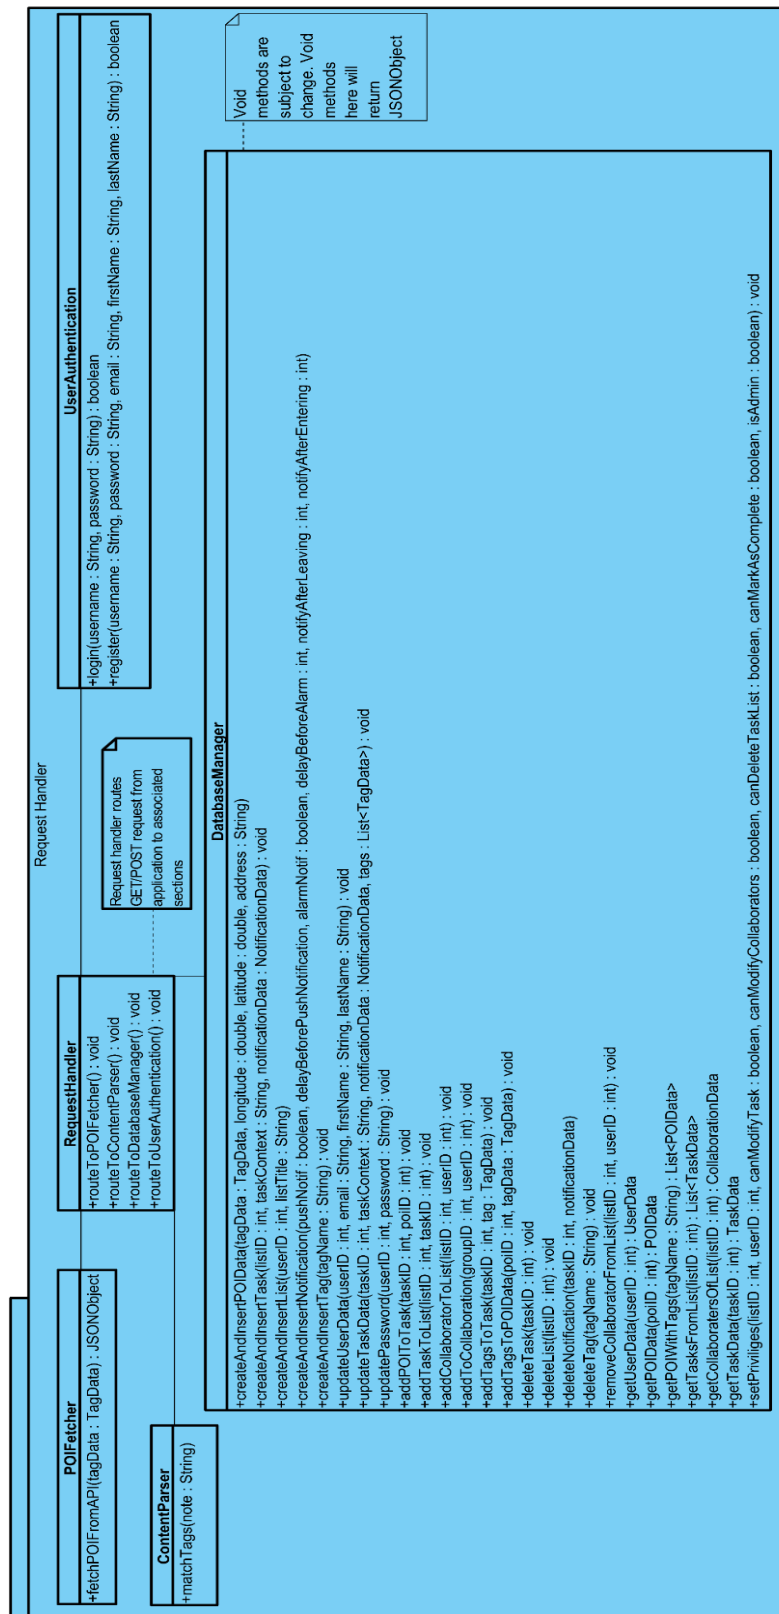 Request Handler
POIFetcher
+fetchPOIFromAPI(tagData : TagData) : JSONObject
RequestHandler
+routeToPOIFetcher() : void
+routeToContentParser() : void
+routeToDatabaseManager() : void
+routeToUserAuthentication() : void
UserAuthentication
+login(username : String, password : String) : boolean
+register(username : String, password : String, email : String, firstName : String, lastName : String) : boolean
Request handler routes
GET/POST request from
application to associated
sections
ContentParser
+matchTags(note : String)
Void
methods are
subject to
change. Void
methods
here will
return
JSONObject
DatabaseManager
+createAndInsertPOIData(tagData : TagData, longitude : double, latitude : double, address : String)
+createAndInsertTask(listID : int, taskContext : String, notificationData : NotificationData) : void
+createAndInsertList(userID : int, listTitle : String)
+createAndInsertNotification(pushNotif : boolean, delayBeforePushNotification, alarmNotif : boolean, delayBeforeAlarm : int, notifyAfterLeaving : int, notifyAfterEntering : int)
+createAndInsertTag(tagName : String) : void
+updateUserData(userID : int, email : String, firstName : String, lastName : String) : void
+updateTaskData(taskID : int, taskContext : String, notificationData : NotificationData, tags : List<TagData>) : void
+updatePassword(userID : int, password : String) : void
+addPOIToTask(taskID : int, poiID : int) : void
+addTaskToList(listID : int, taskID : int) : void
+addCollaboratorToList(listID : int, userID : int) : void
+addToCollaboration(groupID : int, userID : int) : void
+addTagsToTask(taskID : int, tag : TagData) : void
+addTagsToPOIData(poiID : int, tagData : TagData) : void
+deleteTask(taskID : int) : void
+deleteList(listID : int) : void
+deleteNotification(taskID : int, notificationData)
+deleteTag(tagName : String) : void
+removeCollaboratorFromList(listID : int, userID : int) : void
+getUserData(userID : int) : UserData
+getPOIData(poiID : int) : POIData
+getPOIWithTags(tagName : String) : List<POIData>
+getTasksFromList(listID : int) : List<TaskData>
+getCollaboratersOfList(listID : int) : CollaborationData
+getTaskData(taskID : int) : TaskData
+setPriviliges(listID : int, userID : int, canModifyTask : boolean, canModifyCollaborators : boolean, canDeleteTaskList : boolean, canMarkAsComplete : boolean, isAdmin : boolean) : void